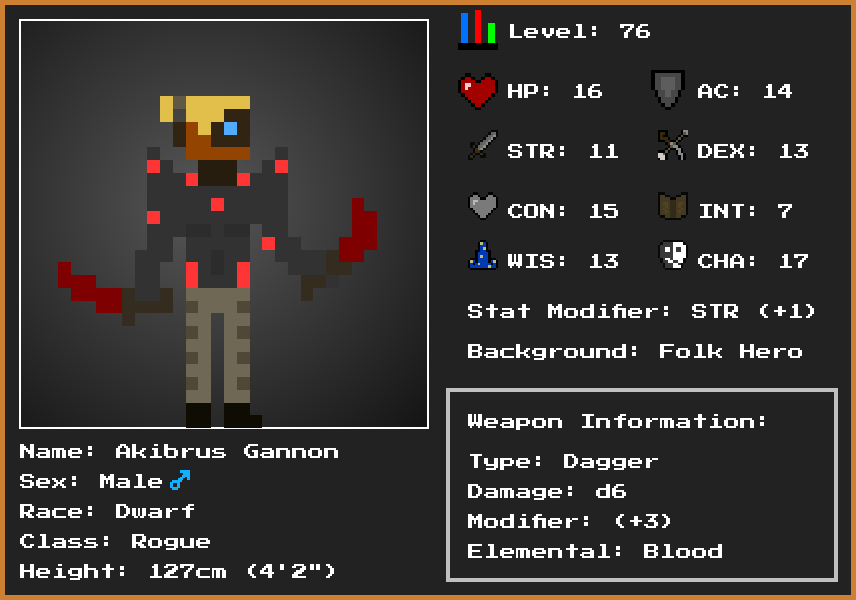 Level: 76
HP: 16
AC: 14
STR: 11
DEX: 13
CON: 15
INT: 7
WIS: 13
CHA: 17
Stat Modifier: STR (+1)
Background: Folk Hero
Weapon Information:
Type: Dagger
Damage: d6
Modifier: (+3)
Elemental: Blood
Name: Akibrus Gannon
Sex: Male♂
Race: Dwarf
Class: Rogue
Height: 127cm (4'2")